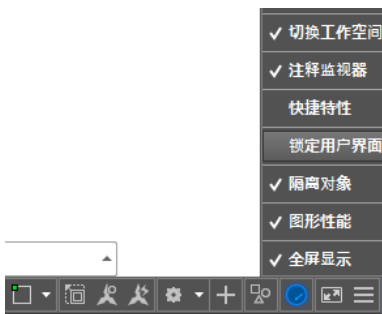 切换工作空间
注释监视器
快捷特性
锁定用户界面
隔离对象
图形性能
全屏显示